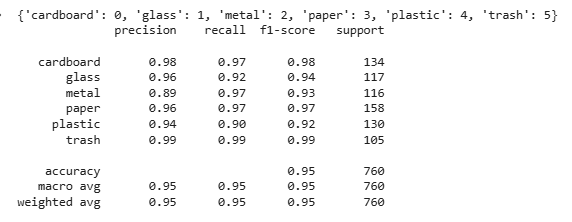 {'cardboard': 0, 'glass': 1, 'metal': 2, 'paper': 3, 'plastic': 4, 'trash': 5}
precision recall f1-score support
cardboard 0.98 0.97 0.98 134
glass 0.96 0.92 0.94 117
metal 0.89 0.97 0.93 116
paper 0.96 0.97 0.97 158
plastic 0.94 0.90 0.92 130
trash 0.99 0.99 0.99 105
accuracy 0.95 760
macro avg 0.95 0.95 0.95 760
weighted avg 0.95 0.95 0.95 760